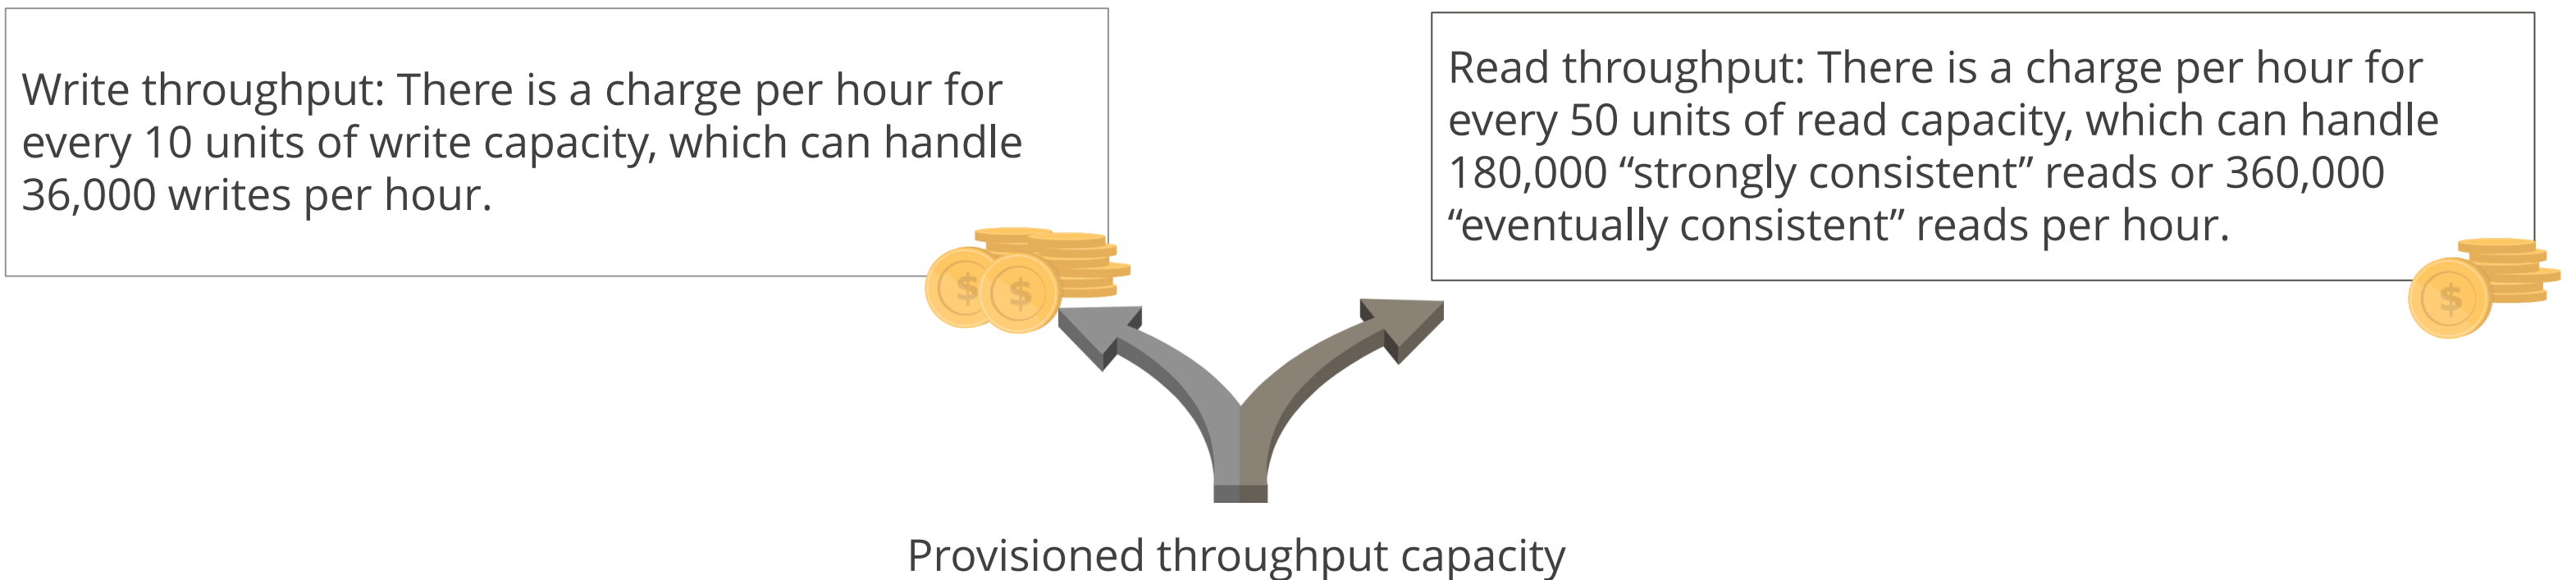 Write throughput: There is a charge per hour for
every 10 units of write capacity, which can handle
36,000 writes per hour.
Read throughput: There is a charge per hour for
every 50 units of read capacity, which can handle
180,000 “strongly consistent” reads or 360,000
“eventually consistent” reads per hour.
$ $
$
Provisioned throughput capacity